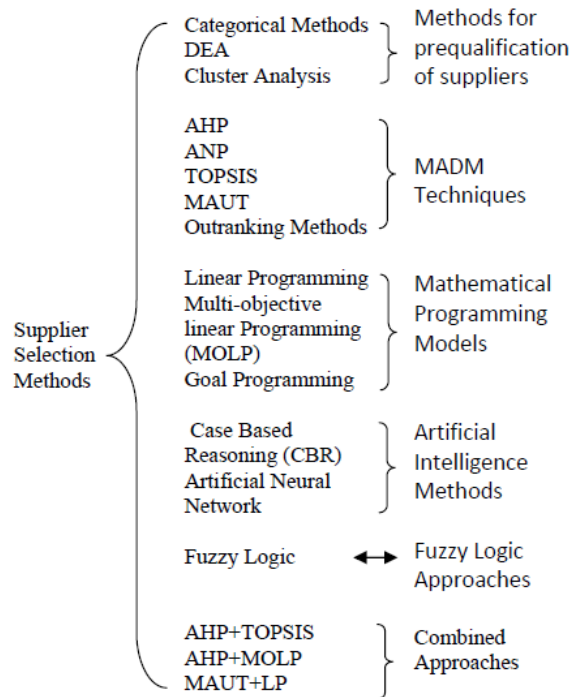 Supplier
Selection
Methods
Categorical Methods
DEA
Cluster Analysis
Methods for
prequalification
of suppliers
AHP
ANP
TOPSIS
MAUT
Outranking Methods
MADM
Techniques
Linear Programming
Multi-objective
linear Programming
(MOLP)
Goal Programming
Mathematical
Programming
Models
Case Based
Reasoning (CBR)
Artificial Neural
Network
Artificial
Intelligence
Methods
Fuzzy Logic
Fuzzy Logic
Approaches
AHP+TOPSIS
AHP+MOLP
MAUT+LP
Combined
Approaches